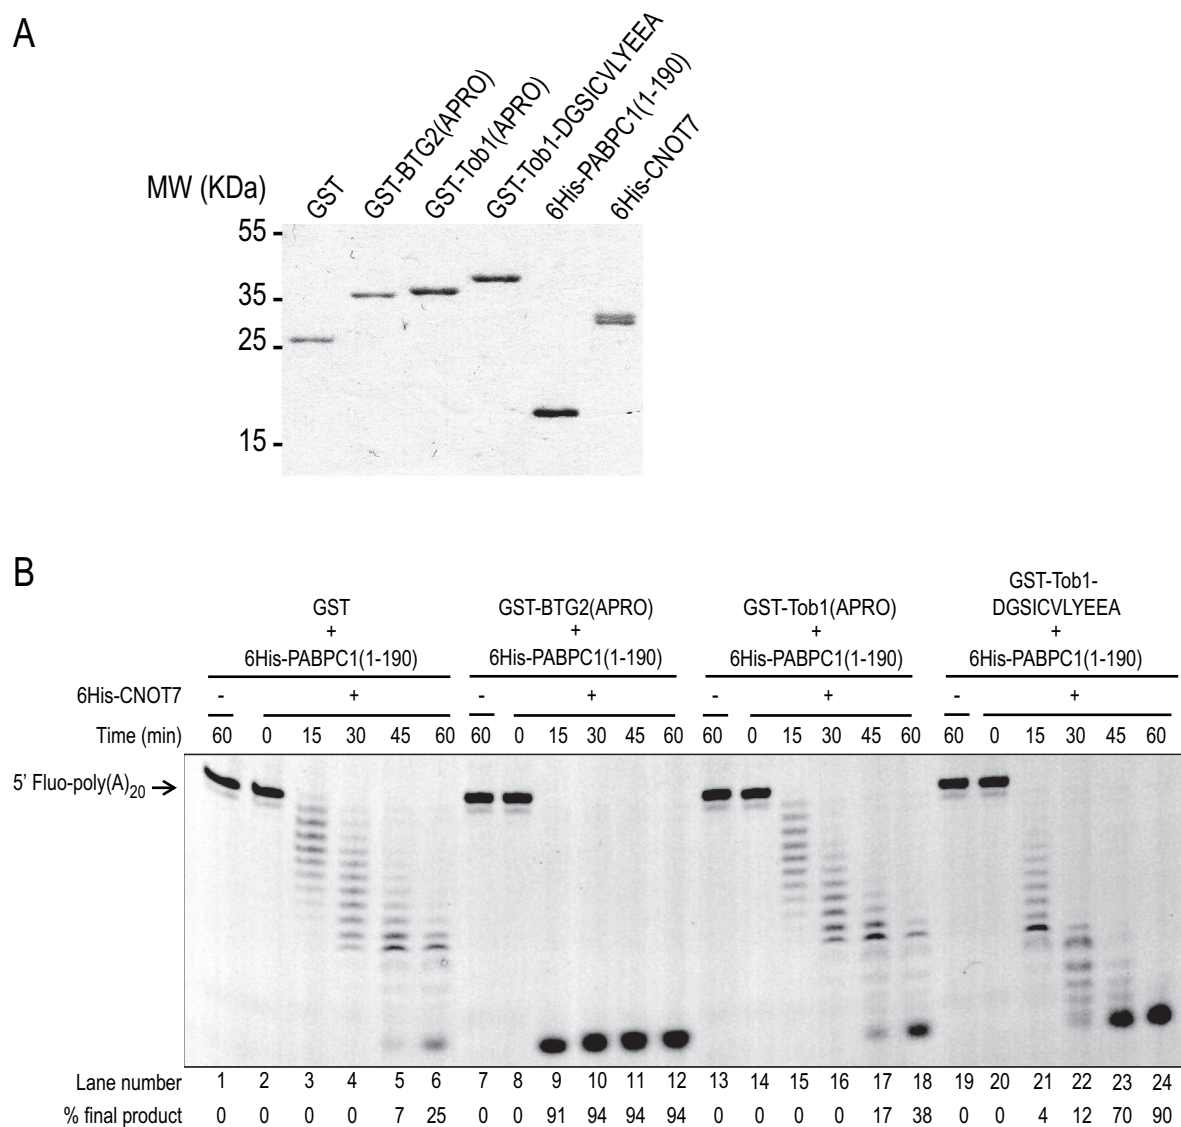 A
MW (KDa)
GST
GST-BTG2(APRO)
GST-Tob1(APRO)
GST-Tob1-DGSICVLYEEA
6His-PABPC1(1-190)
6His-CNOT7
55
35
25
15
B
GST + 6His-PABPC1(1-190)
GST-BTG2(APRO) + 6His-PABPC1(1-190)
GST-Tob1(APRO) + 6His-PABPC1(1-190)
GST-Tob1-DGSICVLYEEA + 6His-PABPC1(1-190)
6His-CNOT7 - + - + - + - +
Time (min) 60 0 15 30 45 60 60 0 15 30 45 60 60 0 15 30 45 60 60 0 15 30 45 60
5' Fluo-poly(A)20 →
Lane number 1 2 3 4 5 6 7 8 9 10 11 12 13 14 15 16 17 18 19 20 21 22 23 24
% final product 0 0 0 0 7 25 0 0 91 94 94 94 0 0 0 0 17 38 0 0 4 12 70 90